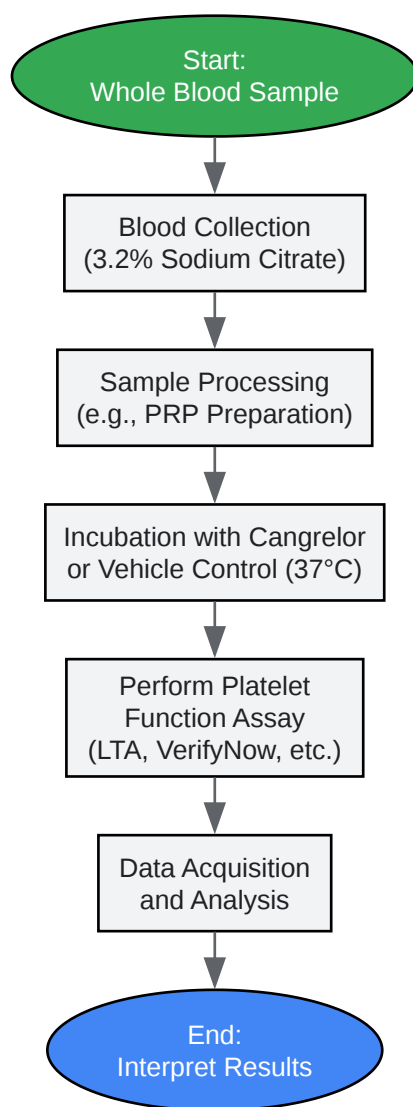 Start:
Whole Blood Sample
Blood Collection
(3.2% Sodium Citrate)
Sample Processing
(e.g., PRP Preparation)
Incubation with Cangrelor
or Vehicle Control (37°C)
Perform Platelet
Function Assay
(LTA, VerifyNow, etc.)
Data Acquisition
and Analysis
End:
Interpret Results